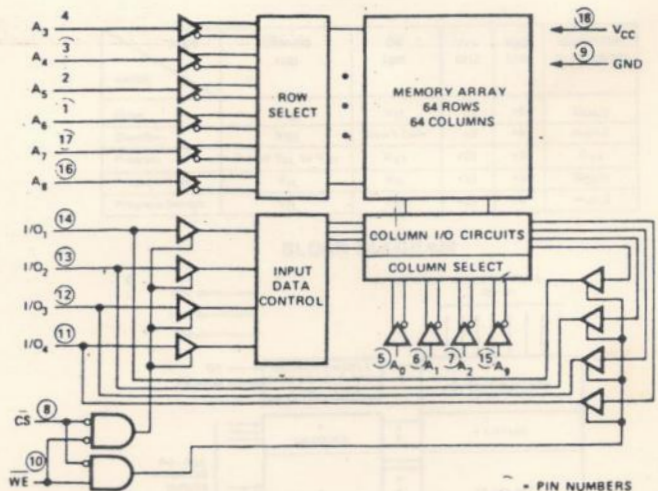 A3 4
A4 3
A5 2
A6 1
A7 17
A8 16
ROW SELECT
MEMORY ARRAY
64 ROWS
64 COLUMNS
18 VCC
9 GND
I/O1 14
I/O2 13
I/O3 12
I/O4 11
INPUT DATA CONTROL
COLUMN I/O CIRCUITS
COLUMN SELECT
5 A0 6 A1 7 A2 15 A9
CS 8
WE 10
= PIN NUMBERS